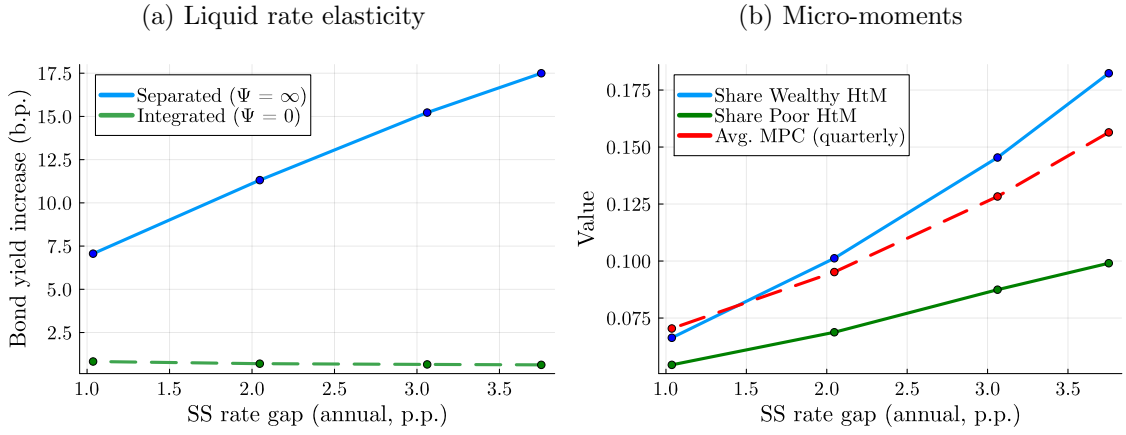 (a) Liquid rate elasticity
Bond yield increase (b.p.)
17.5
15.0
12.5
10.0
7.5
5.0
2.5
Separated (Ψ = ∞)
Integrated (Ψ = 0)
1.0 1.5 2.0 2.5 3.0 3.5
SS rate gap (annual, p.p.)
(b) Micro-moments
Value
0.175
0.150
0.125
0.100
0.075
Share Wealthy HtM
Share Poor HtM
Avg. MPC (quarterly)
1.0 1.5 2.0 2.5 3.0 3.5
SS rate gap (annual, p.p.)